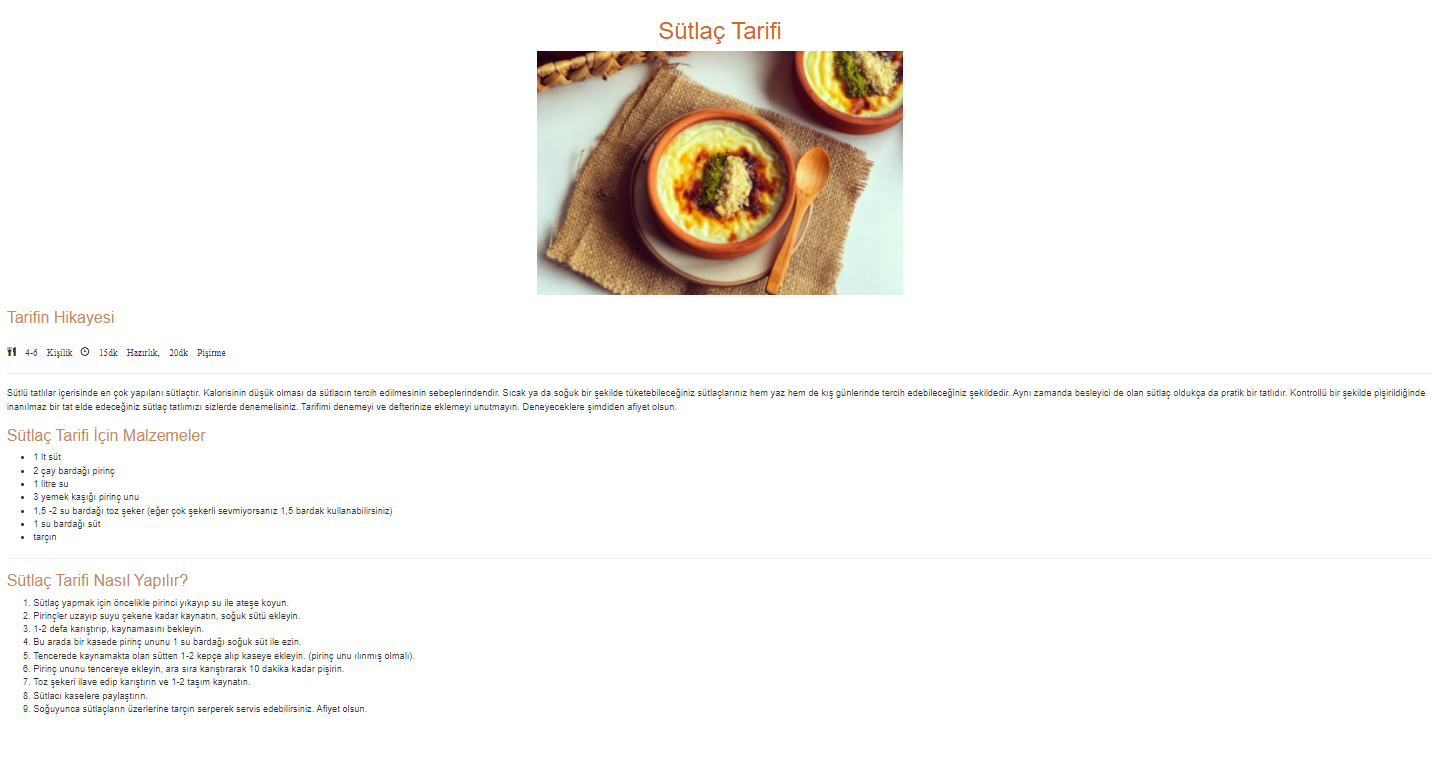 Sütlaç Tarifi
Tarifin Hikayesi
4-6 Kişilik 15dk Hazırlık, 20dk Pişirme
Sütlü tatlılar içerisinde en çok yapılanı sütlaçtır. Kalorisinin düşük olması da sütlacın tercih edilmesinin sebeplerindendir. Sıcak ya da soğuk bir şekilde tüketebileceğiniz sütlaçlarınız hem yaz hem de kış günlerinde tercih edebileceğiniz şekildedir. Aynı zamanda besleyici de olan sütlaç oldukça da pratik bir tatlıdır. Kontrollü bir şekilde pişirildiğinde
inanılmaz bir tat elde edeceğiniz sütlaç tatlımızı sizlerde denemelisiniz. Tarifimi denemeyi ve defterinize eklemeyi unutmayın. Deneyeceklere şimdiden afiyet olsun.
Sütlaç Tarifi İçin Malzemeler
• 1 lt süt
• 2 çay bardağı pirinç
• 1 litre su
• 3 yemek kaşığı pirinç unu
• 1,5 -2 su bardağı toz şeker (eğer çok şekerli sevmiyorsanız 1,5 bardak kullanabilirsiniz)
• 1 su bardağı süt
• tarçın
Sütlaç Tarifi Nasıl Yapılır?
1. Sütlaç yapmak için öncelikle pirinci yıkayıp su ile ateşe koyun.
2. Pirinçler uzayıp suyu çekene kadar kaynatın, soğuk sütü ekleyin.
3. 1-2 defa karıştırıp, kaynamasını bekleyin.
4. Bu arada bir kasede pirinç ununu 1 su bardağı soğuk süt ile ezin.
5. Tencerede kaynamakta olan sütten 1-2 kepçe alıp kaseye ekleyin. (pirinç unu ılınmış olmalı).
6. Pirinç ununu tencereye ekleyin, ara sıra karıştırarak 10 dakika kadar pişirin.
7. Toz şekeri ilave edip karıştırın ve 1-2 taşım kaynatın.
8. Sütlacı kaselere paylaştırın.
9. Soğuyunca sütlaçların üzerlerine tarçın serperek servis edebilirsiniz. Afiyet olsun.